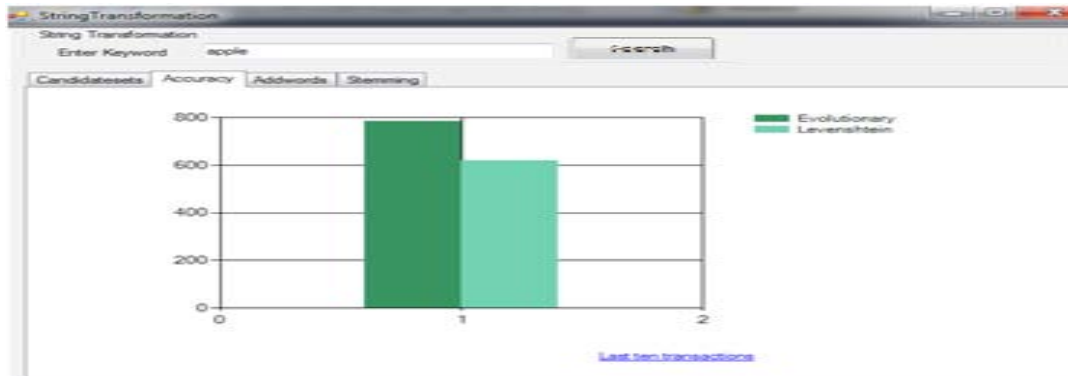 StringTransformation
String Transformation
Enter Keyword apple Search
Candidatesets Accuracy Addwords Stemming
800
600
400
200
0
0 1 2
Evolutionary
Levenshtein
Last ten transactions